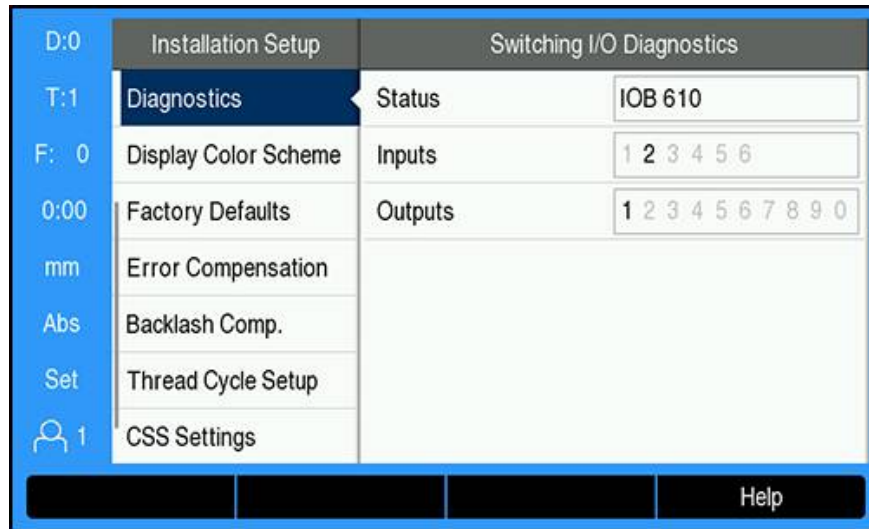 D:0
T:1
F: 0
0:00
mm
Abs
Set
1
Installation Setup
Diagnostics
Display Color Scheme
Factory Defaults
Error Compensation
Backlash Comp.
Thread Cycle Setup
CSS Settings
Switching I/O Diagnostics
Status IOB 610
Inputs 1 2 3 4 5 6
Outputs 1 2 3 4 5 6 7 8 9 0
Help